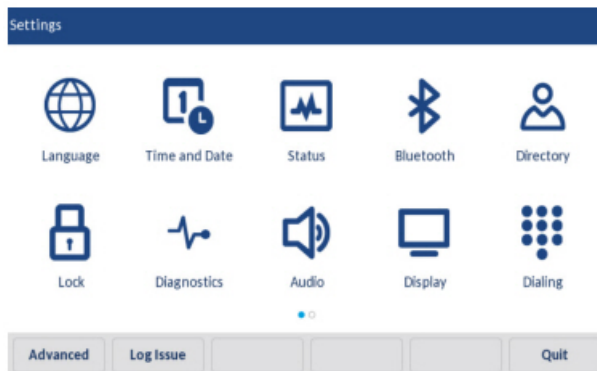 Settings
Language Time and Date Status Bluetooth Directory
Lock Diagnostics Audio Display Dialing
Advanced Log Issue Quit